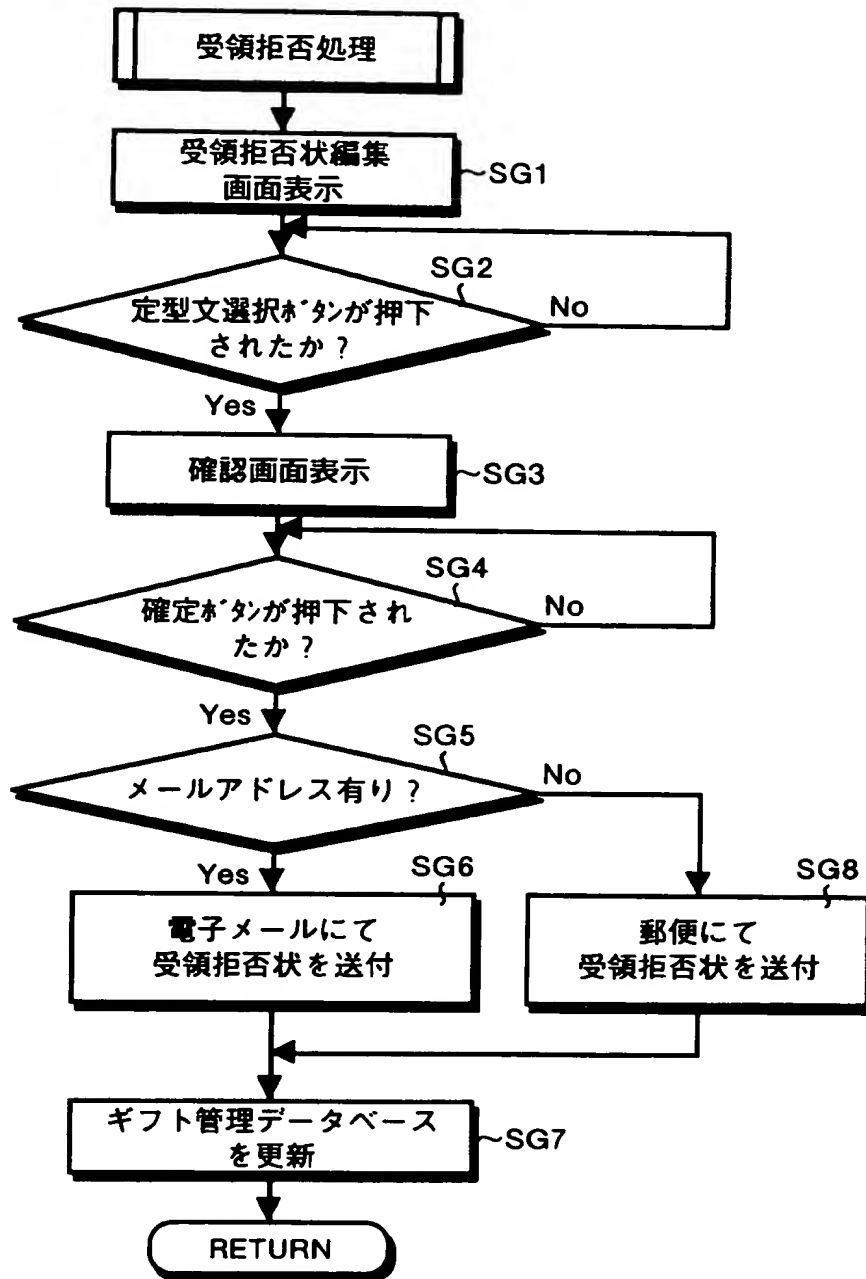 受領拒否処理
受領拒否状編集
画面表示
SG1
SG2
定型文選択ボタンが押下
されたか？
No
Yes
確認画面表示
SG3
SG4
確定ボタンが押下され
たか？
No
Yes
SG5
メールアドレス有り？
No
Yes
SG6
電子メールにて
受領拒否状を送付
SG8
郵便にて
受領拒否状を送付
ギフト管理データベース
を更新
SG7
RETURN